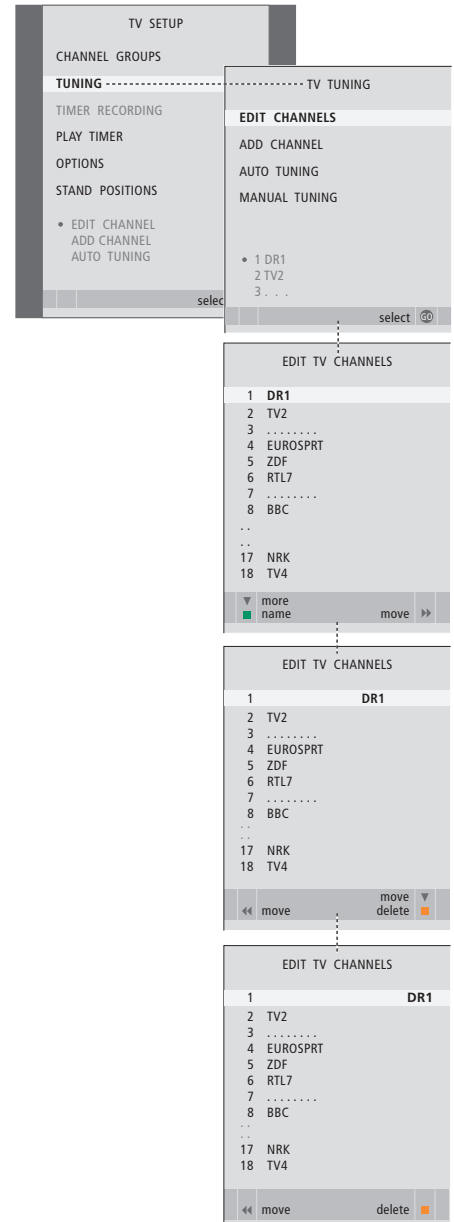 TV SETUP
CHANNEL GROUPS
TUNING
TIMER RECORDING
PLAY TIMER
OPTIONS
STAND POSITIONS
• EDIT CHANNEL
ADD CHANNEL
AUTO TUNING
selec
TV TUNING
EDIT CHANNELS
ADD CHANNEL
AUTO TUNING
MANUAL TUNING
• 1 DR1
2 TV2
3 . . .
select GO
EDIT TV CHANNELS
1 DR1
2 TV2
3 . . . . . . . .
4 EUROSPRT
5 ZDF
6 RTL7
7 . . . . . . . .
8 BBC
. .
. .
17 NRK
18 TV4
▼ more
■ name move ►►
EDIT TV CHANNELS
1 DR1
2 TV2
3 . . . . . . . .
4 EUROSPRT
5 ZDF
6 RTL7
7 . . . . . . . .
8 BBC
. .
. .
17 NRK
18 TV4
move ▼
◄◄ move delete ■
EDIT TV CHANNELS
1 DR1
2 TV2
3 . . . . . . . .
4 EUROSPRT
5 ZDF
6 RTL7
7 . . . . . . . .
8 BBC
. .
. .
17 NRK
18 TV4
◄◄ move delete ■